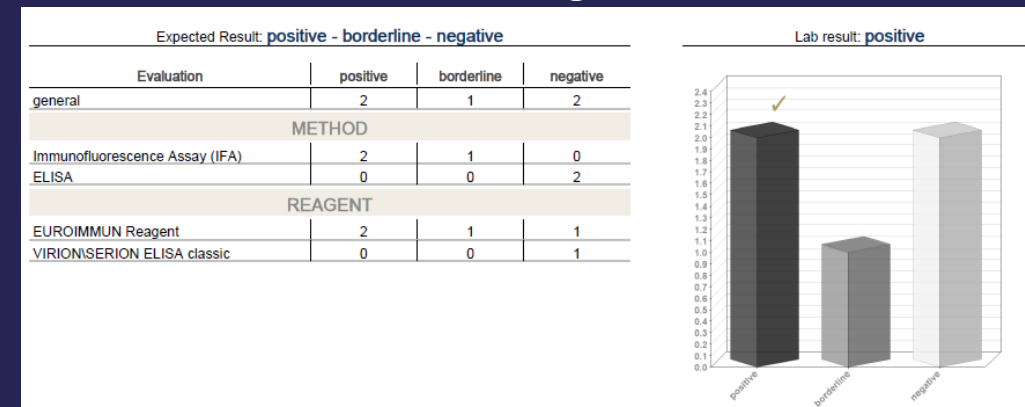 Expected Result: positive - borderline - negative
Evaluation positive borderline negative
general 2 1 2
METHOD
Immunofluorescence Assay (IFA) 2 1 0
ELISA 0 0 2
REAGENT
EUROIMMUN Reagent 2 1 1
VIRION\SERION ELISA classic 0 0 1
Lab result: positive
2.4
2.3
2.2
2.1
2.0
1.9
1.8
1.7
1.6
1.5
1.4
1.3
1.2
1.1
1.0
0.9
0.8
0.7
0.6
0.5
0.4
0.3
0.2
0.1
0.0
positive
borderline
negative